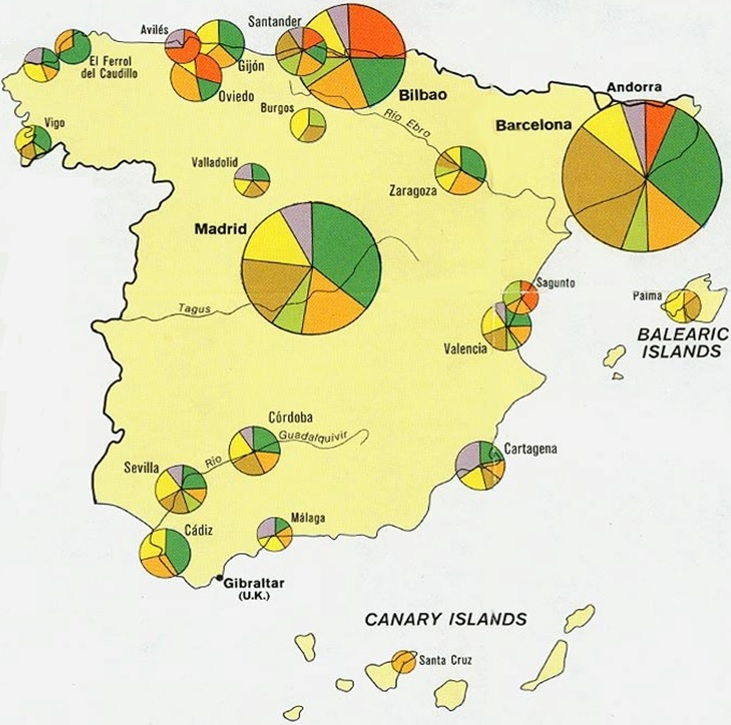 Santander
Avilés
El Ferrol
del Caudillo
Gijón
Oviedo
Bilbao
Andorra
Burgos
Río Ebro
Barcelona
Vigo
Valladolid
Zaragoza
Madrid
Tagus
Sagunto
Palma
Valencia
BALEARIC
ISLANDS
Córdoba
Guadalquivir
Río
Sevilla
Cartagena
Málaga
Cádiz
Gibraltar
(U.K.)
CANARY ISLANDS
Santa Cruz